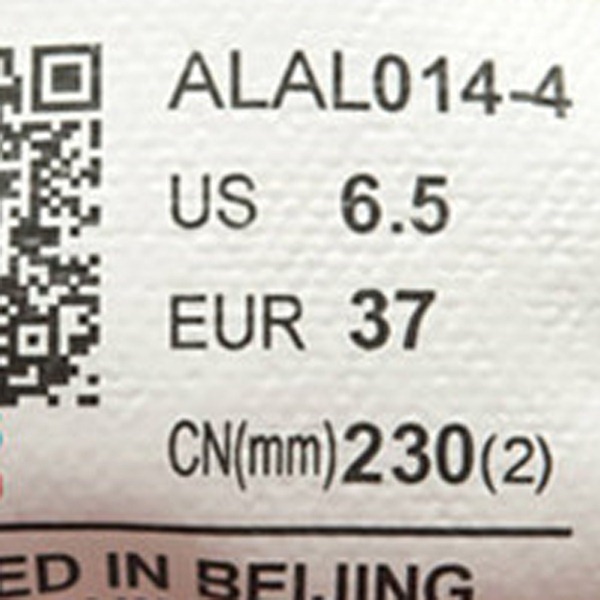 ALAL014-4
US 6.5
EUR 37
CN(mm)230(2)
ED IN BEIJING